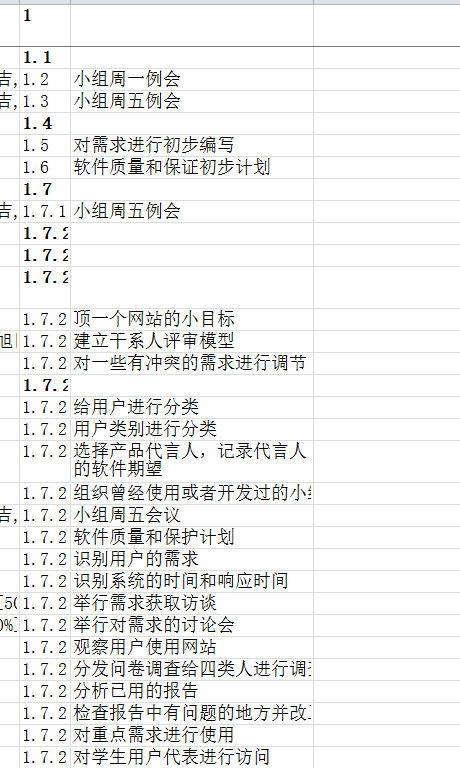 1
1.1
吉, 1.2 小组周一例会
吉, 1.3 小组周五例会
1.4
1.5 对需求进行初步编写
1.6 软件质量和保证初步计划
1.7
吉, 1.7.1 小组周五例会
1.7.2
1.7.2
1.7.2
1.7.2 顶一个网站的小目标
旭 1.7.2 建立干系人评审模型
1.7.2 对一些有冲突的需求进行调节
1.7.2
1.7.2 给用户进行分类
1.7.2 用户类别进行分类
1.7.2 选择产品代言人，记录代言人
的软件期望
1.7.2 组织曾经使用或者开发过的小
吉, 1.7.2 小组周五会议
1.7.2 软件质量和保护计划
1.7.2 识别用户的需求
1.7.2 识别系统的时间和响应时间
[50 1.7.2 举行需求获取访谈
0%] 1.7.2 举行对需求的讨论会
1.7.2 观察用户使用网站
1.7.2 分发问卷调查给四类人进行调
1.7.2 分析已用的报告
1.7.2 检查报告中有问题的地方并改
1.7.2 对重点需求进行使用
1.7.2 对学生用户代表进行访问